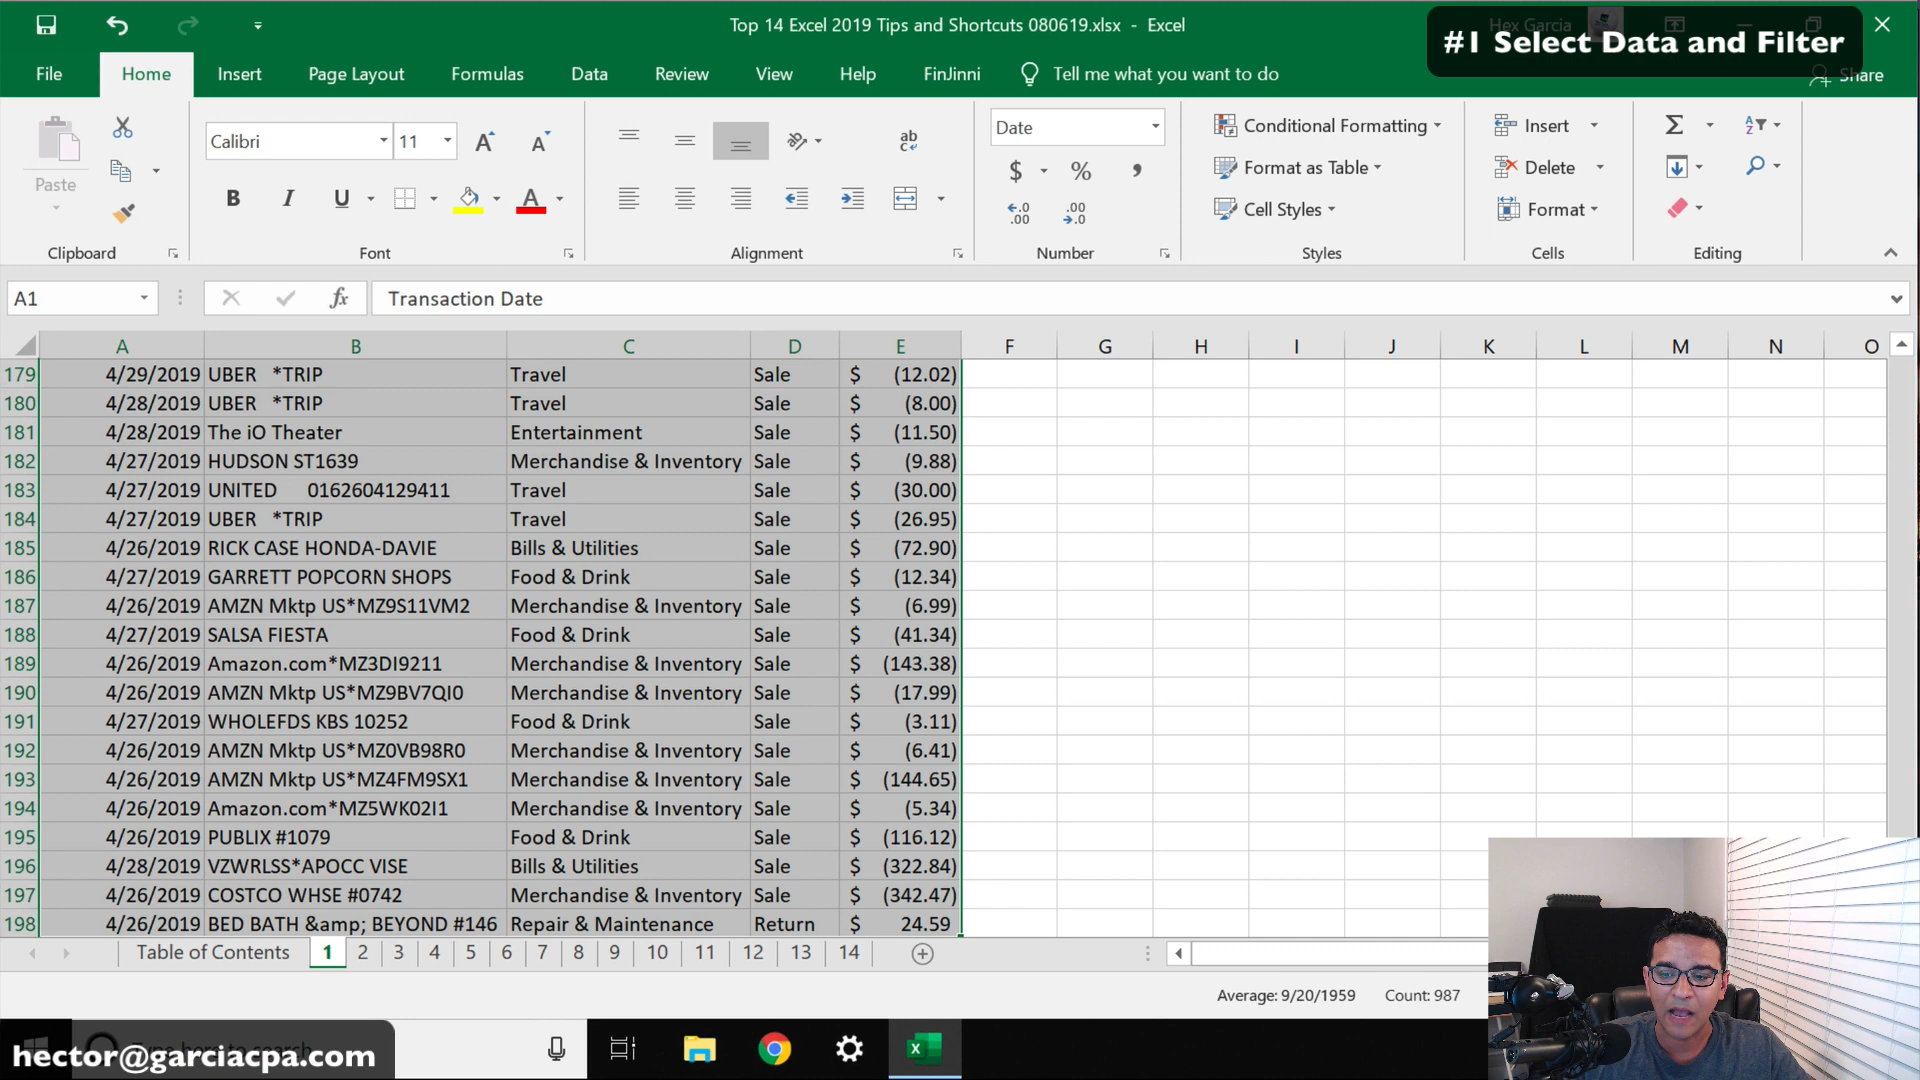 Top 14 Excel 2019 Tips and Shortcuts 080619.xlsx - Excel
Hex Garcia
#1 Select Data and Filter
File Home Insert Page Layout Formulas Data Review View Help FinJinni Tell me what you want to do Share
Paste
Calibri 11
Date
Conditional Formatting
Format as Table
Cell Styles
Insert
Delete
Format
Clipboard Font Alignment Number Styles Cells Editing
A1 fx Transaction Date
A B C D E F G H I J K L M N O
179 4/29/2019 UBER *TRIP Travel Sale $ (12.02)
180 4/28/2019 UBER *TRIP Travel Sale $ (8.00)
181 4/28/2019 The iO Theater Entertainment Sale $ (11.50)
182 4/27/2019 HUDSON ST1639 Merchandise & Inventory Sale $ (9.88)
183 4/27/2019 UNITED 0162604129411 Travel Sale $ (30.00)
184 4/27/2019 UBER *TRIP Travel Sale $ (26.95)
185 4/26/2019 RICK CASE HONDA-DAVIE Bills & Utilities Sale $ (72.90)
186 4/27/2019 GARRETT POPCORN SHOPS Food & Drink Sale $ (12.34)
187 4/26/2019 AMZN Mktp US*MZ9S11VM2 Merchandise & Inventory Sale $ (6.99)
188 4/27/2019 SALSA FIESTA Food & Drink Sale $ (41.34)
189 4/26/2019 Amazon.com*MZ3DI9211 Merchandise & Inventory Sale $ (143.38)
190 4/26/2019 AMZN Mktp US*MZ9BV7QI0 Merchandise & Inventory Sale $ (17.99)
191 4/27/2019 WHOLEFDS KBS 10252 Food & Drink Sale $ (3.11)
192 4/26/2019 AMZN Mktp US*MZ0VB98R0 Merchandise & Inventory Sale $ (6.41)
193 4/26/2019 AMZN Mktp US*MZ4FM9SX1 Merchandise & Inventory Sale $ (144.65)
194 4/26/2019 Amazon.com*MZ5WK02I1 Merchandise & Inventory Sale $ (5.34)
195 4/26/2019 PUBLIX #1079 Food & Drink Sale $ (116.12)
196 4/28/2019 VZWRLSS*APOCC VISE Bills & Utilities Sale $ (322.84)
197 4/26/2019 COSTCO WHSE #0742 Merchandise & Inventory Sale $ (342.47)
198 4/26/2019 BED BATH &amp; BEYOND #146 Repair & Maintenance Return $ 24.59
Table of Contents 1 2 3 4 5 6 7 8 9 10 11 12 13 14
Average: 9/20/1959 Count: 987
hector@garciacpa.com